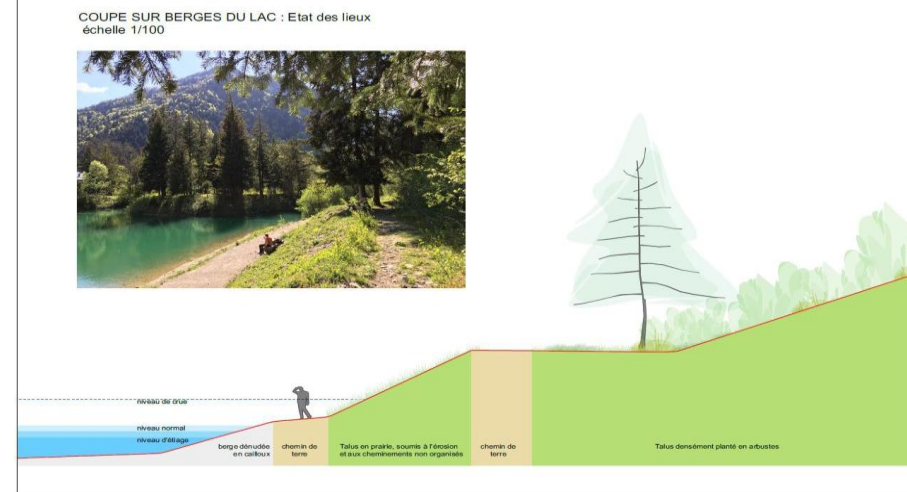 COUPE SUR BERGES DU LAC : Etat des lieux
échelle 1/100
niveau de crue
niveau normal
niveau d'étiage
berge dénudée
en cailloux
chemin de
terre
Talus en prairie, soumis à l'érosion
et aux cheminements non organisés
chemin de
terre
Talus densément planté en arbustes